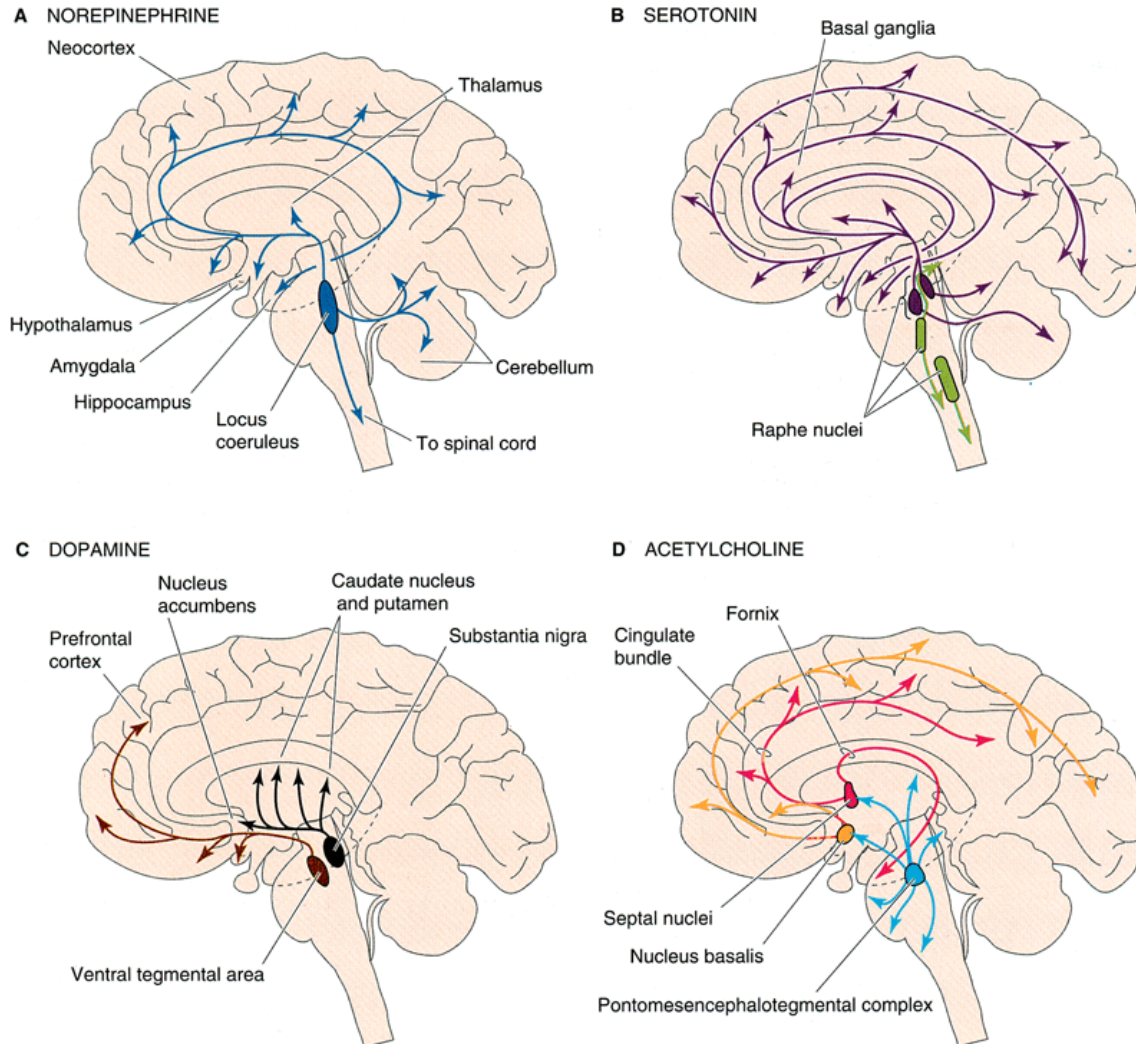 A NOREPINEPHRINE
Neocortex
Thalamus
Hypothalamus
Amygdala
Hippocampus
Locus
coeruleus
Cerebellum
To spinal cord
B SEROTONIN
Basal ganglia
Raphe nuclei
C DOPAMINE
Nucleus
accumbens
Caudate nucleus
and putamen
Prefrontal
cortex
Substantia nigra
Ventral tegmental area
D ACETYLCHOLINE
Fornix
Cingulate
bundle
Septal nuclei
Nucleus basalis
Pontomesencephalotegmental complex